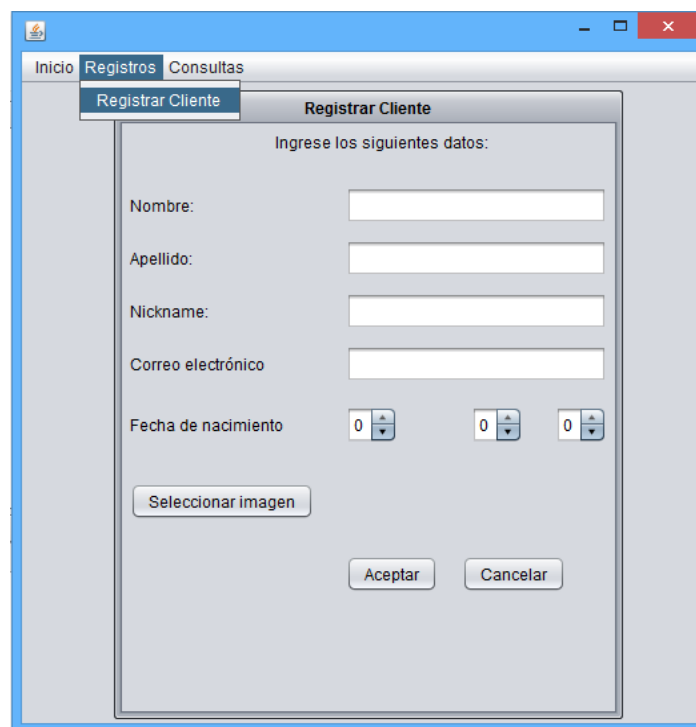 Inicio Registros Consultas
Registrar Cliente
Registrar Cliente
Ingrese los siguientes datos:
Nombre:
Apellido:
Nickname:
Correo electrónico
Fecha de nacimiento 0 0 0
Seleccionar imagen
Aceptar Cancelar